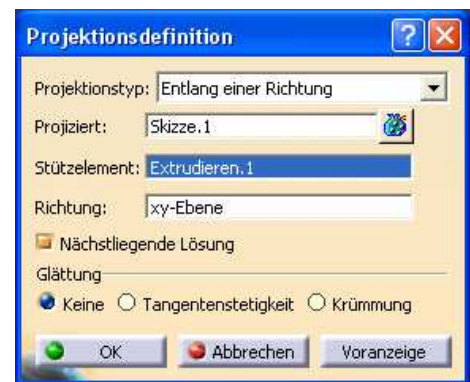 Projektionsdefinition
Projektionstyp: Entlang einer Richtung
Projiziert: Skizze.1
Stützelement: Extrudieren.1
Richtung: xy-Ebene
Nächstliegende Lösung
Glättung
Keine Tangentenstetigkeit Krümmung
OK Abbrechen Voranzeige